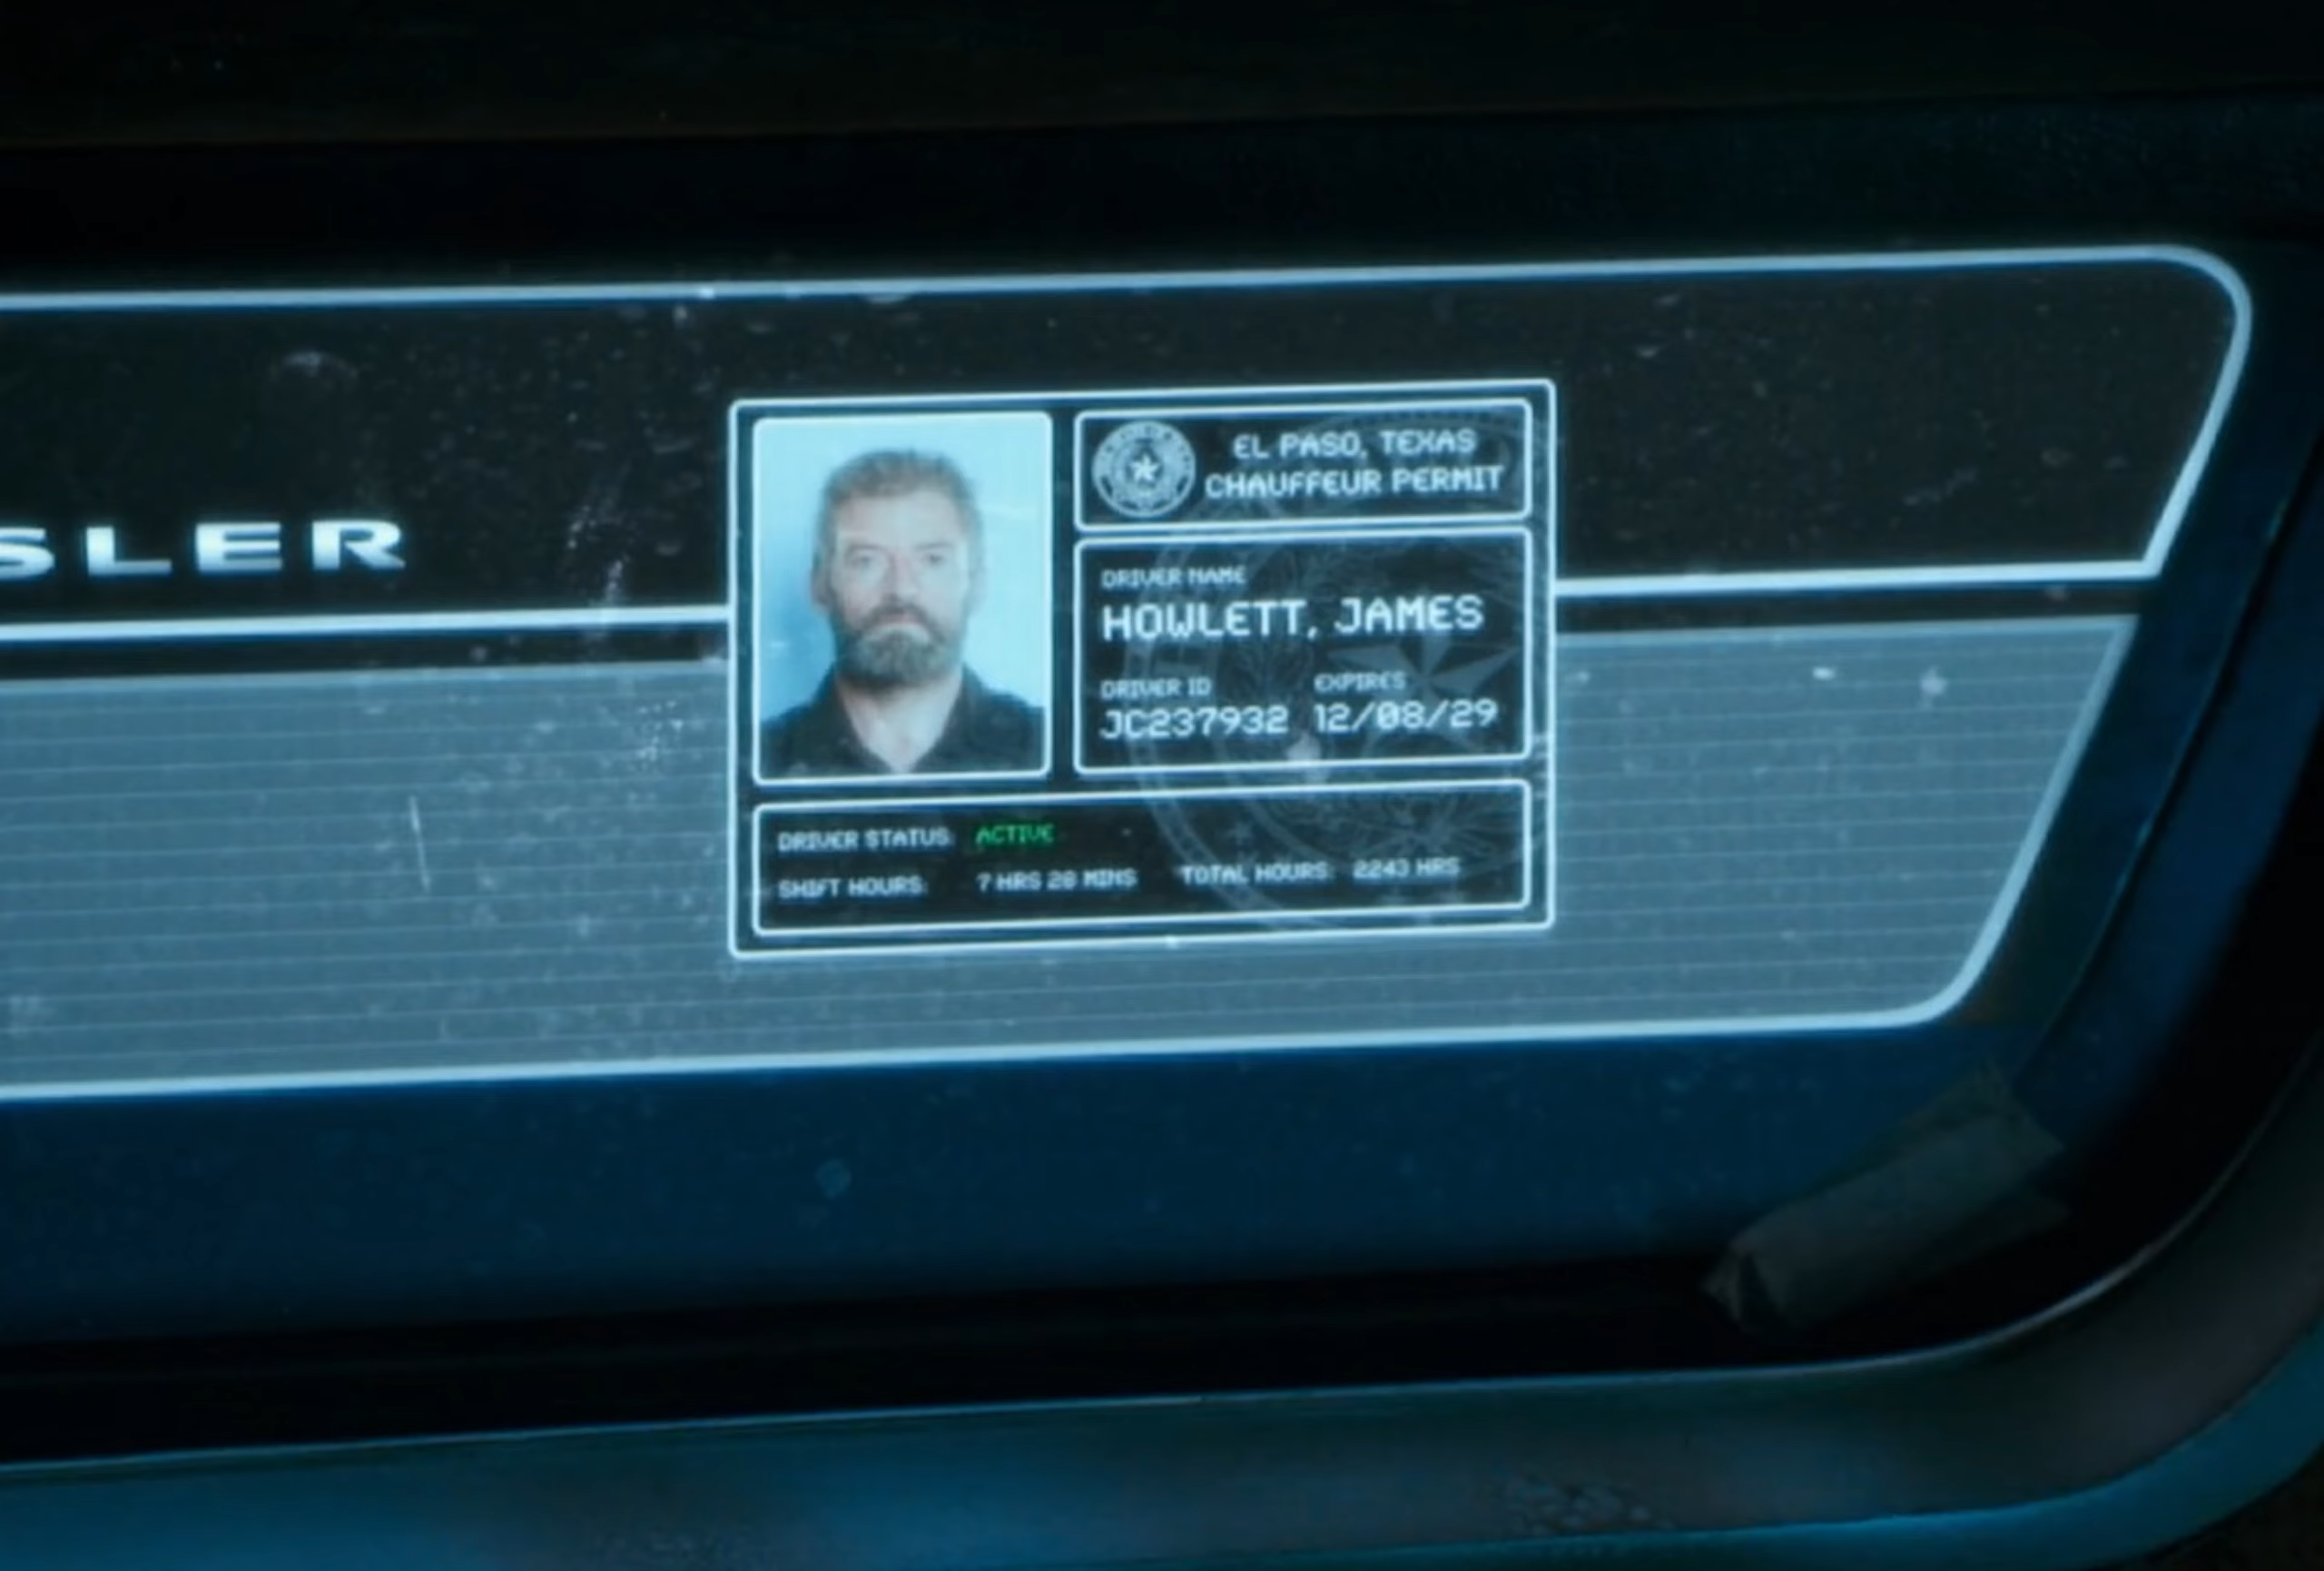 SLER
EL PASO, TEXAS
CHAUFFEUR PERMIT
DRIVER NAME
HOWLETT, JAMES
DRIVER ID EXPIRES
JC237932 12/08/29
DRIVER STATUS: ACTIVE
SHIFT HOURS: 7 HRS 28 MINS TOTAL HOURS: 2243 HRS